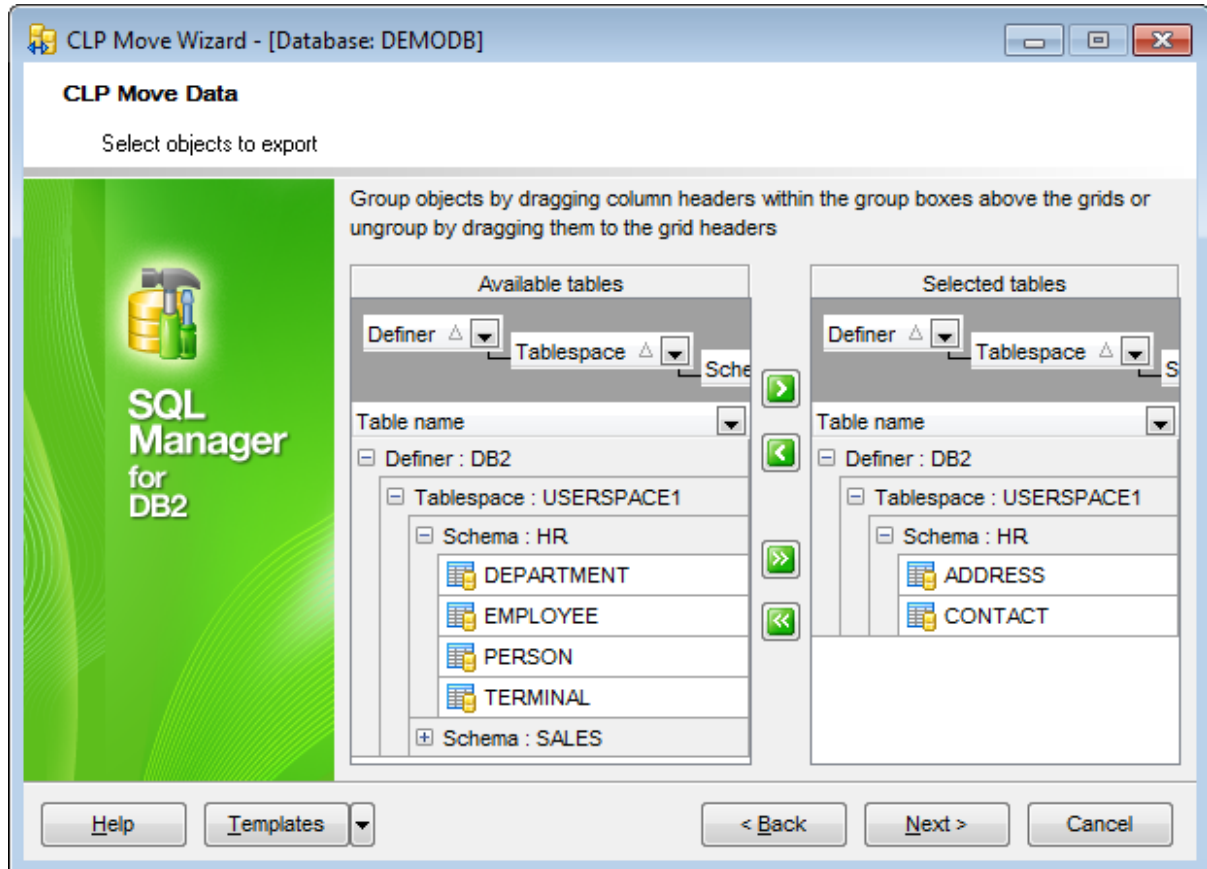 CLP Move Wizard - [Database: DEMODB]
CLP Move Data
Select objects to export
Group objects by dragging column headers within the group boxes above the grids or
ungroup by dragging them to the grid headers
SQL
Manager
for
DB2
Available tables
Definer
Tablespace
Sche
Table name
Definer : DB2
Tablespace : USERSPACE1
Schema : HR
DEPARTMENT
EMPLOYEE
PERSON
TERMINAL
Schema : SALES
Selected tables
Definer
Tablespace
S
Table name
Definer : DB2
Tablespace : USERSPACE1
Schema : HR
ADDRESS
CONTACT
Help
Templates
< Back
Next >
Cancel